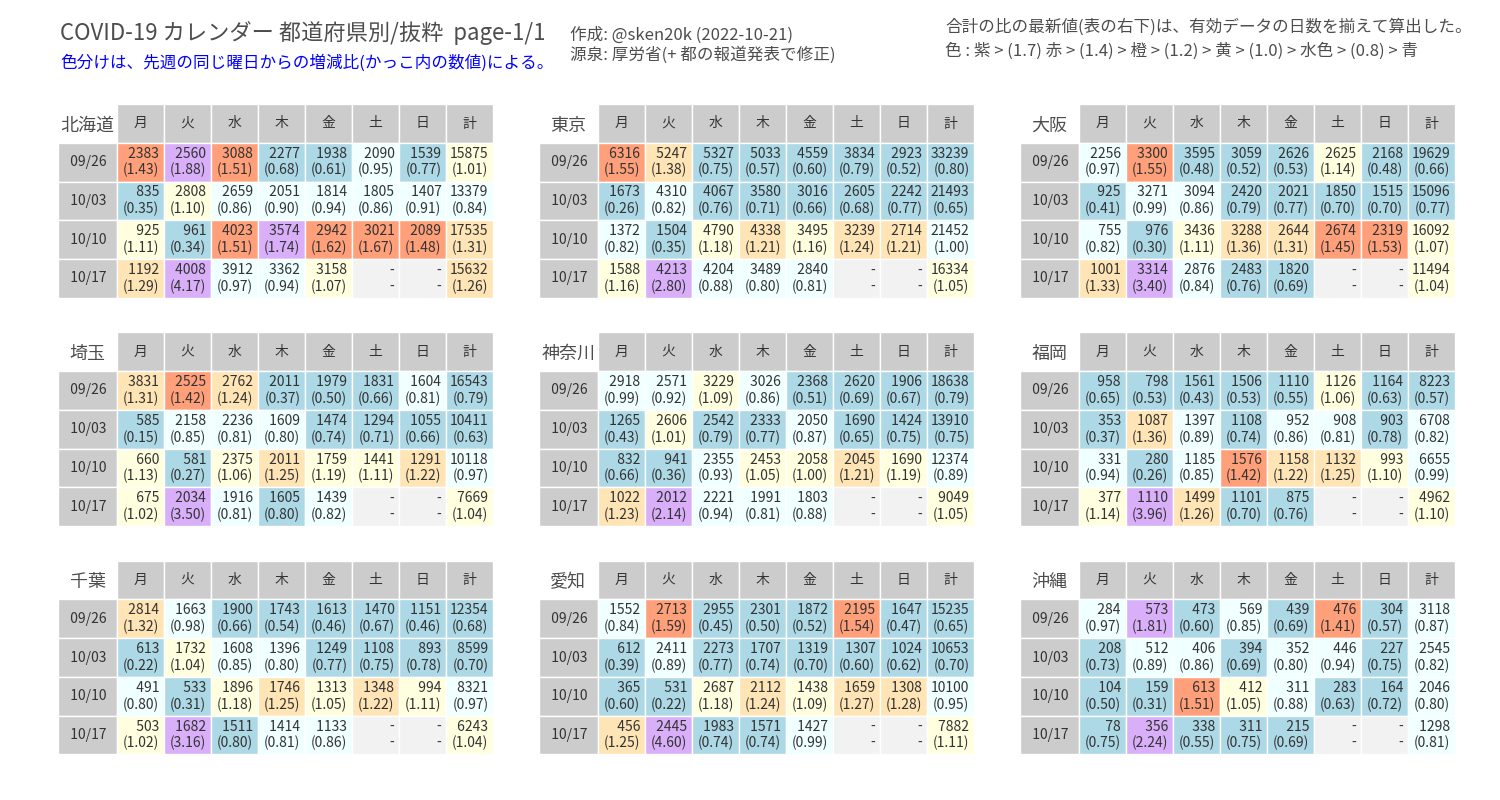 COVID-19 カレンダー 都道府県別/抜粋 page-1/1
色分けは、先週の同じ曜日からの増減比(かっこ内の数値)による。
作成: @sken20k (2022-10-21)
源泉: 厚労省(+ 都の報道発表で修正)
合計の比の最新値(表の右下)は、有効データの日数を揃えて算出した。
色 : 紫 > (1.7) 赤 > (1.4) > 橙 > (1.2) > 黄 > (1.0) > 水色 > (0.8) > 青
北海道 月 火 水 木 金 土 日 計
09/26 2383 2560 3088 2277 1938 2090 1539 15875
(1.43) (1.88) (1.51) (0.68) (0.61) (0.95) (0.77) (1.01)
10/03 835 2808 2659 2051 1814 1805 1407 13379
(0.35) (1.10) (0.86) (0.90) (0.94) (0.86) (0.91) (0.84)
10/10 925 961 4023 3574 2942 3021 2089 17535
(1.11) (0.34) (1.51) (1.74) (1.62) (1.67) (1.48) (1.31)
10/17 1192 4008 3912 3362 3158 - - 15632
(1.29) (4.17) (0.97) (0.94) (1.07) - - (1.26)
東京 月 火 水 木 金 土 日 計
09/26 6316 5247 5327 5033 4559 3834 2923 33239
(1.55) (1.38) (0.75) (0.57) (0.60) (0.79) (0.52) (0.80)
10/03 1673 4310 4067 3580 3016 2605 2242 21493
(0.26) (0.82) (0.76) (0.71) (0.66) (0.68) (0.77) (0.65)
10/10 1372 1504 4790 4338 3495 3239 2714 21452
(0.82) (0.35) (1.18) (1.21) (1.16) (1.24) (1.21) (1.00)
10/17 1588 4213 4204 3489 2840 - - 16334
(1.16) (2.80) (0.88) (0.80) (0.81) - - (1.05)
大阪 月 火 水 木 金 土 日 計
09/26 2256 3300 3595 3059 2626 2625 2168 19629
(0.97) (1.55) (0.48) (0.52) (0.53) (1.14) (0.48) (0.66)
10/03 925 3271 3094 2420 2021 1850 1515 15096
(0.41) (0.99) (0.86) (0.79) (0.77) (0.70) (0.70) (0.77)
10/10 755 976 3436 3288 2644 2674 2319 16092
(0.82) (0.30) (1.11) (1.36) (1.31) (1.45) (1.53) (1.07)
10/17 1001 3314 2876 2483 1820 - - 11494
(1.33) (3.40) (0.84) (0.76) (0.69) - - (1.04)
埼玉 月 火 水 木 金 土 日 計
09/26 3831 2525 2762 2011 1979 1831 1604 16543
(1.31) (1.42) (1.24) (0.37) (0.50) (0.66) (0.81) (0.79)
10/03 585 2158 2236 1609 1474 1294 1055 10411
(0.15) (0.85) (0.81) (0.80) (0.74) (0.71) (0.66) (0.63)
10/10 660 581 2375 2011 1759 1441 1291 10118
(1.13) (0.27) (1.06) (1.25) (1.19) (1.11) (1.22) (0.97)
10/17 675 2034 1916 1605 1439 - - 7669
(1.02) (3.50) (0.81) (0.80) (0.82) - - (1.04)
神奈川 月 火 水 木 金 土 日 計
09/26 2918 2571 3229 3026 2368 2620 1906 18638
(0.99) (0.92) (1.09) (0.86) (0.51) (0.69) (0.67) (0.79)
10/03 1265 2606 2542 2333 2050 1690 1424 13910
(0.43) (1.01) (0.79) (0.77) (0.87) (0.65) (0.75) (0.75)
10/10 832 941 2355 2453 2058 2045 1690 12374
(0.66) (0.36) (0.93) (1.05) (1.00) (1.21) (1.19) (0.89)
10/17 1022 2012 2221 1991 1803 - - 9049
(1.23) (2.14) (0.94) (0.81) (0.88) - - (1.05)
福岡 月 火 水 木 金 土 日 計
09/26 958 798 1561 1506 1110 1126 1164 8223
(0.65) (0.53) (0.43) (0.53) (0.55) (1.06) (0.63) (0.57)
10/03 353 1087 1397 1108 952 908 903 6708
(0.37) (1.36) (0.89) (0.74) (0.86) (0.81) (0.78) (0.82)
10/10 331 280 1185 1576 1158 1132 993 6655
(0.94) (0.26) (0.85) (1.42) (1.22) (1.25) (1.10) (0.99)
10/17 377 1110 1499 1101 875 - - 4962
(1.14) (3.96) (1.26) (0.70) (0.76) - - (1.10)
千葉 月 火 水 木 金 土 日 計
09/26 2814 1663 1900 1743 1613 1470 1151 12354
(1.32) (0.98) (0.66) (0.54) (0.46) (0.67) (0.46) (0.68)
10/03 613 1732 1608 1396 1249 1108 893 8599
(0.22) (1.04) (0.85) (0.80) (0.77) (0.75) (0.78) (0.70)
10/10 491 533 1896 1746 1313 1348 994 8321
(0.80) (0.31) (1.18) (1.25) (1.05) (1.22) (1.11) (0.97)
10/17 503 1682 1511 1414 1133 - - 6243
(1.02) (3.16) (0.80) (0.81) (0.86) - - (1.04)
愛知 月 火 水 木 金 土 日 計
09/26 1552 2713 2955 2301 1872 2195 1647 15235
(0.84) (1.59) (0.45) (0.50) (0.52) (1.54) (0.47) (0.65)
10/03 612 2411 2273 1707 1319 1307 1024 10653
(0.39) (0.89) (0.77) (0.74) (0.70) (0.60) (0.62) (0.70)
10/10 365 531 2687 2112 1438 1659 1308 10100
(0.60) (0.22) (1.18) (1.24) (1.09) (1.27) (1.28) (0.95)
10/17 456 2445 1983 1571 1427 - - 7882
(1.25) (4.60) (0.74) (0.74) (0.99) - - (1.11)
沖縄 月 火 水 木 金 土 日 計
09/26 284 573 473 569 439 476 304 3118
(0.97) (1.81) (0.60) (0.85) (0.69) (1.41) (0.57) (0.87)
10/03 208 512 406 394 352 446 227 2545
(0.73) (0.89) (0.86) (0.69) (0.80) (0.94) (0.75) (0.82)
10/10 104 159 613 412 311 283 164 2046
(0.50) (0.31) (1.51) (1.05) (0.88) (0.63) (0.72) (0.80)
10/17 78 356 338 311 215 - - 1298
(0.75) (2.24) (0.55) (0.75) (0.69) - - (0.81)